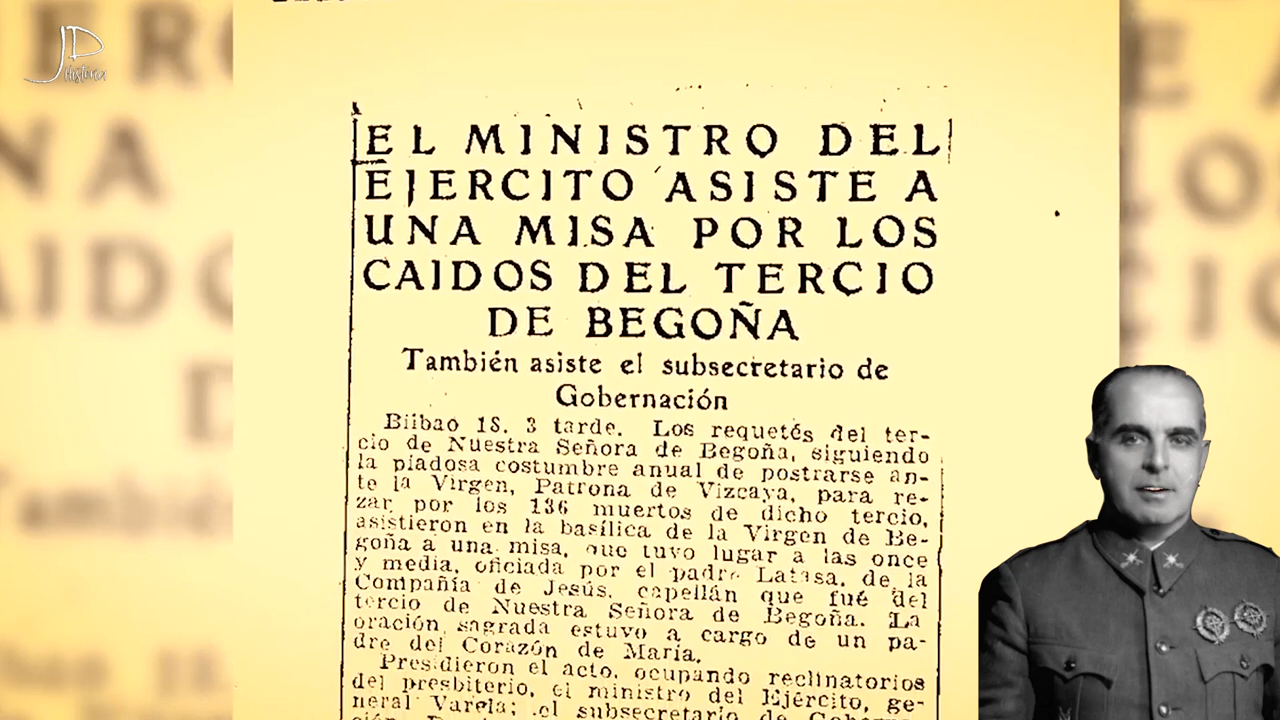 JD
Historia
EL MINISTRO DEL
EJERCITO ASISTE A
UNA MISA POR LOS
CAIDOS DEL TERCIO
DE BEGOÑA
También asiste el subsecretario de
Gobernación
Bilbao 18. 3 tarde. Los requetés del ter-
cio de Nuestra Señora de Begoña, siguiendo
la piadosa costumbre anual de postrarse an-
te la Virgen, Patrona de Vizcaya, para re-
zar por los 136 muertos de dicho tercio,
asistieron en la basílica de la Virgen de Be-
goña a una misa, que tuvo lugar a las once
y media, oficiada por el padre Latasa, de la
Compañía de Jesús, capellán que fué del
tercio de Nuestra Señora de Begoña. La
oración sagrada estuvo a cargo de un pa-
dre del Corazón de María.
Presidieron el acto, ocupando reclinatorios
del presbiterio, el ministro del Ejército, ge-
neral Varela; el subsecretario de Goberna-